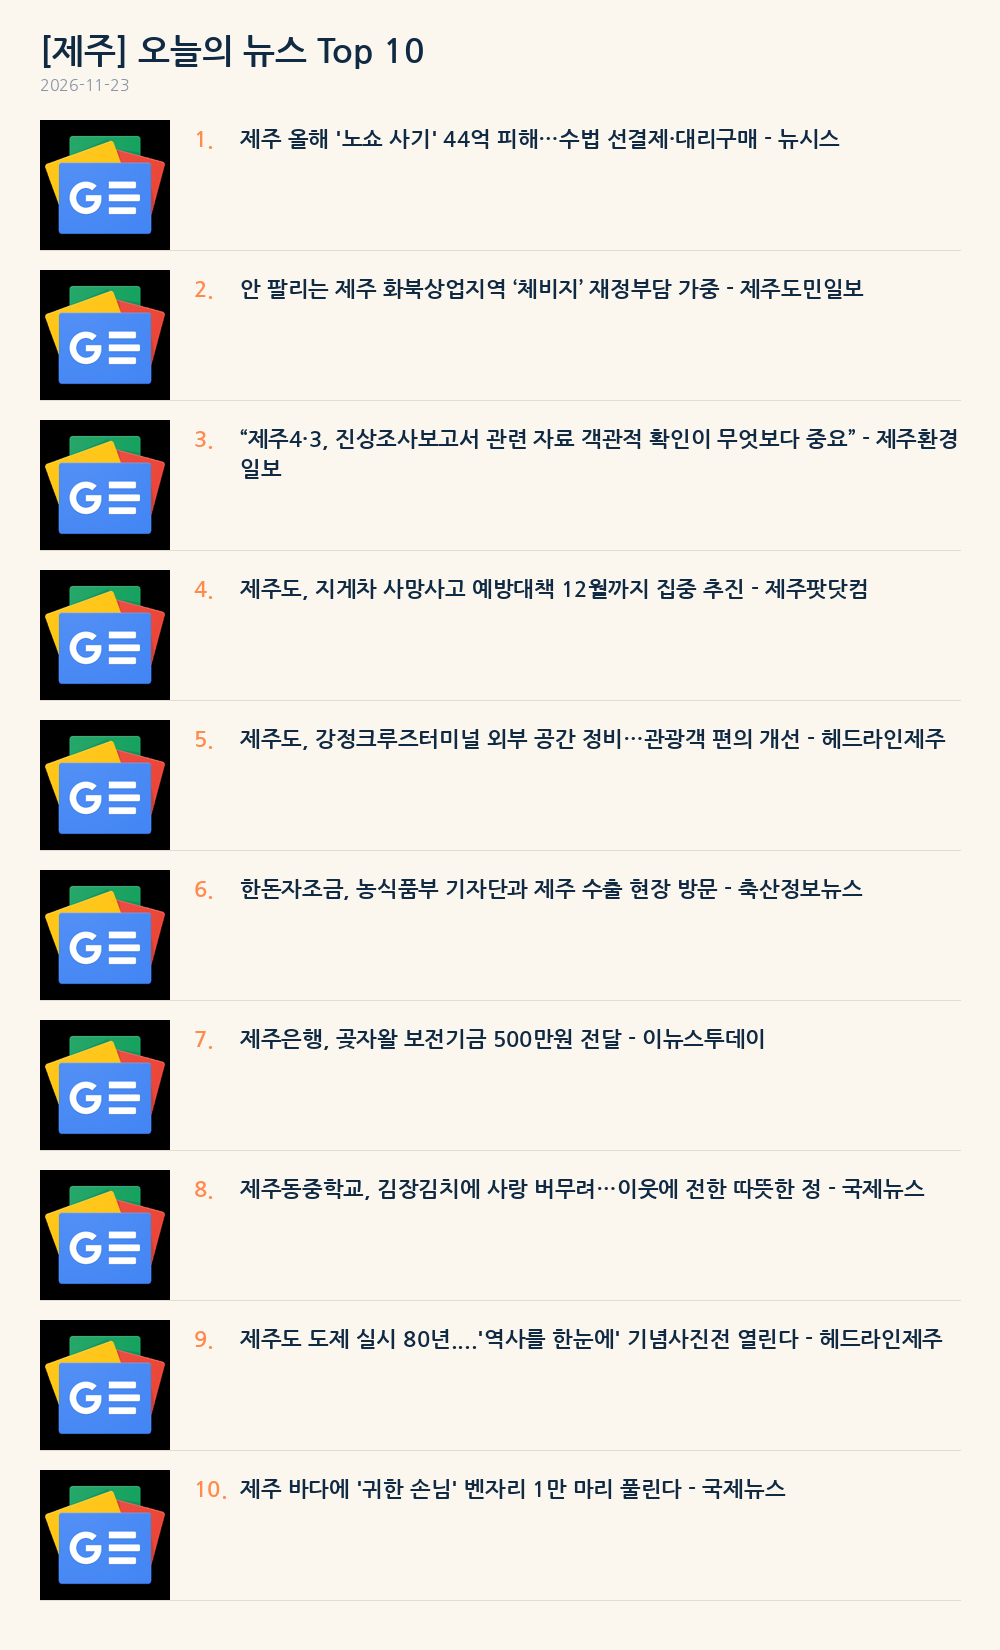 [제주] 오늘의 뉴스 Top 10
2026-11-23
1. 제주 올해 '노쇼 사기' 44억 피해…수법 선결제·대리구매 - 뉴시스
2. 안 팔리는 제주 화북상업지역 ‘체비지’ 재정부담 가중 - 제주도민일보
3. “제주4·3, 진상조사보고서 관련 자료 객관적 확인이 무엇보다 중요” - 제주환경
일보
4. 제주도, 지게차 사망사고 예방대책 12월까지 집중 추진 - 제주팟닷컴
5. 제주도, 강정크루즈터미널 외부 공간 정비…관광객 편의 개선 - 헤드라인제주
6. 한돈자조금, 농식품부 기자단과 제주 수출 현장 방문 - 축산정보뉴스
7. 제주은행, 곶자왈 보전기금 500만원 전달 - 이뉴스투데이
8. 제주동중학교, 김장김치에 사랑 버무려…이웃에 전한 따뜻한 정 - 국제뉴스
9. 제주도 도제 실시 80년....'역사를 한눈에' 기념사진전 열린다 - 헤드라인제주
10. 제주 바다에 '귀한 손님' 벤자리 1만 마리 풀린다 - 국제뉴스